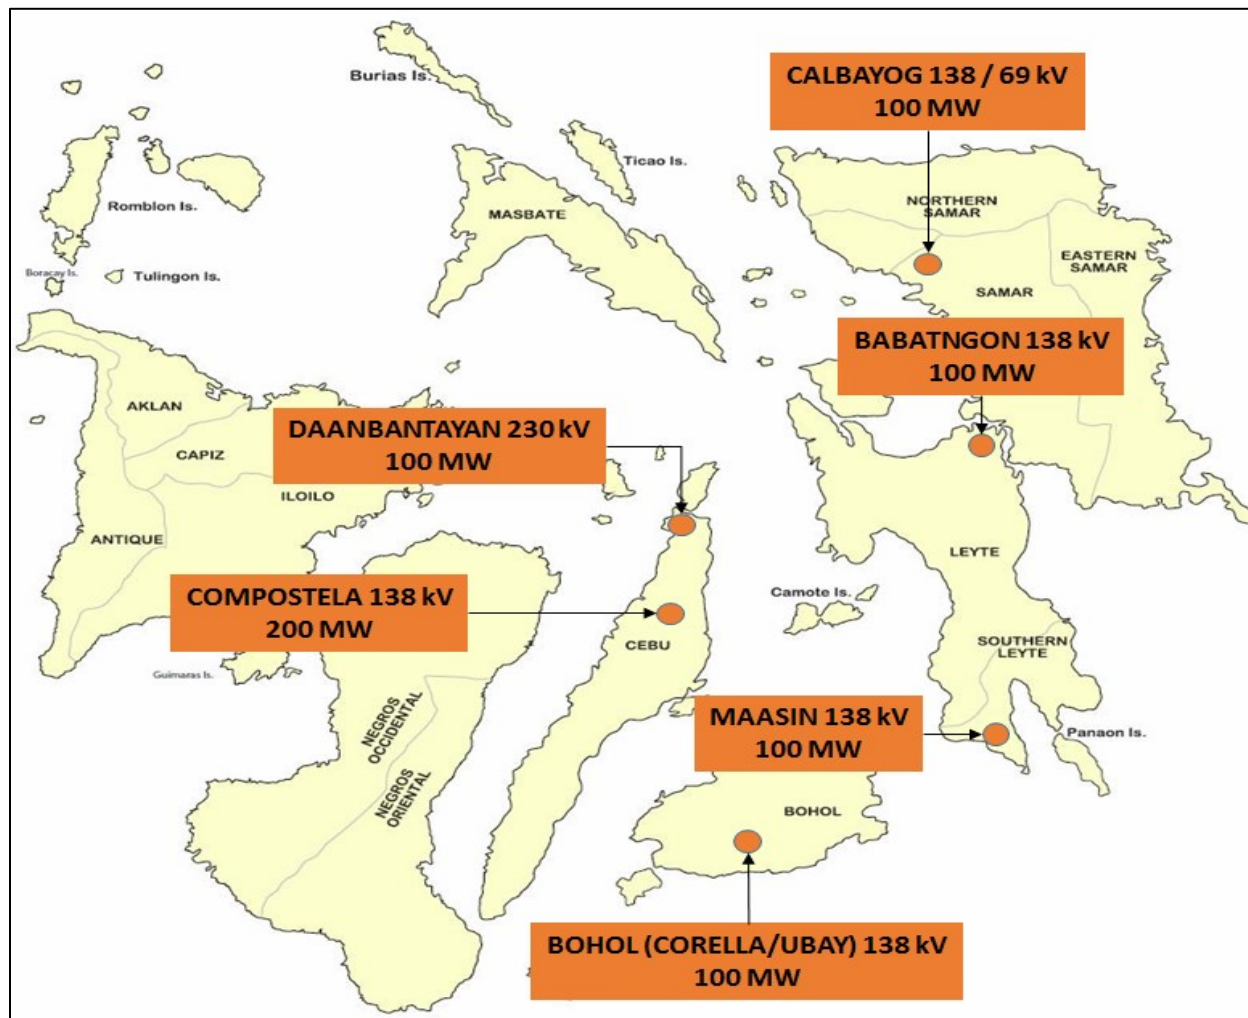 CALBAYOG 138 / 69 kV
100 MW
Burias Is.
Ticao Is.
Romblon Is.
MASBATE
NORTHERN
SAMAR
EASTERN
SAMAR
Boracay Is.
Tulingon Is.
SAMAR
BABATNGON 138 kV
100 MW
AKLAN
DAANBANTAYAN 230 kV
100 MW
CAPIZ
ILOILO
ANTIQUE
LEYTE
COMPOSTELA 138 kV
200 MW
Camote Is.
CEBU
SOUTHERN
LEYTE
Guimaras Is.
NEGROS
OCCIDENTAL
MAASIN 138 kV
100 MW
Panaon Is.
NEGROS
ORIENTAL
BOHOL
BOHOL (CORELLA/UBAY) 138 kV
100 MW